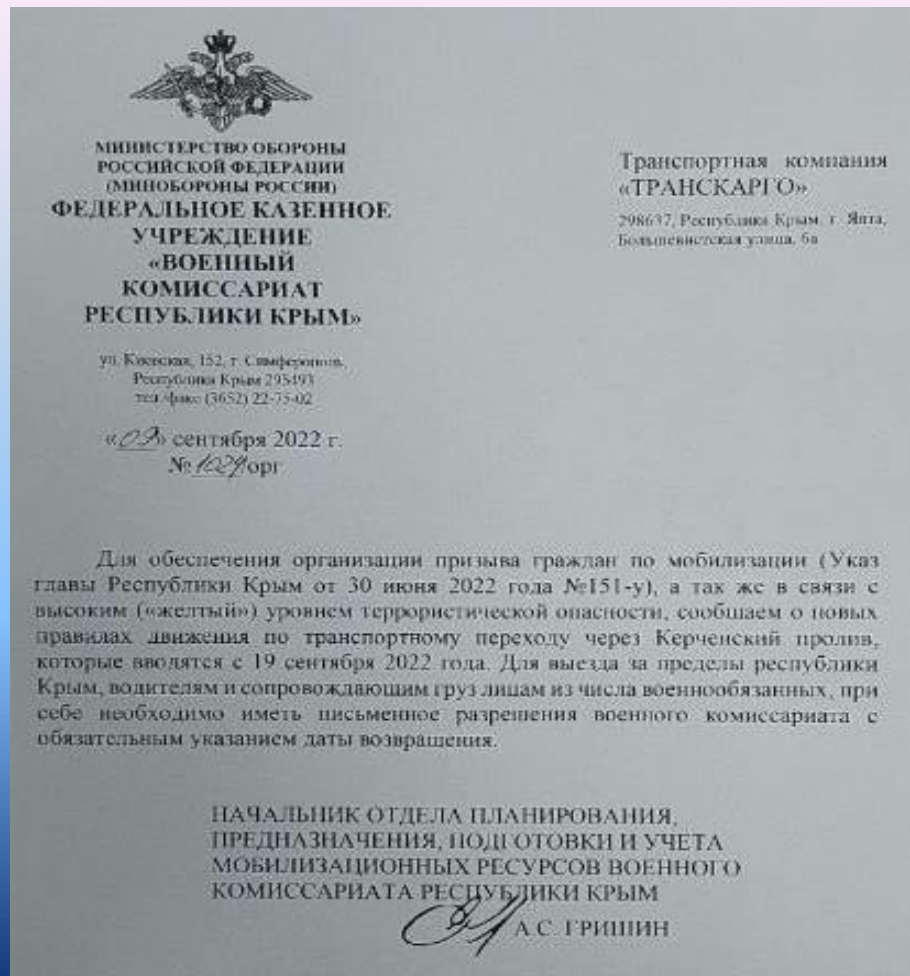 МИНИСТЕРСТВО ОБОРОНЫ
РОССИЙСКОЙ ФЕДЕРАЦИИ
(МИНОБОРОНЫ РОССИИ)
ФЕДЕРАЛЬНОЕ КАЗЕННОЕ
УЧРЕЖДЕНИЕ
«ВОЕННЫЙ
КОМИССАРИАТ
РЕСПУБЛИКИ КРЫМ»
ул. Киевская, 152, г. Симферополь,
Республика Крым 295493
тел/факс (3652) 22-75-02
«09» сентября 2022 г.
№ 1029/орг
Транспортная компания
«ТРАНСКАРГО»
298637, Республика Крым, г. Ялта,
Большевистская улица, 6а
Для обеспечения организации призыва граждан по мобилизации (Указ
главы Республики Крым от 30 июня 2022 года №151-у), а так же в связи с
высоким («желтый») уровнем террористической опасности, сообщаем о новых
правилах движения по транспортному переходу через Керченский пролив,
которые вводятся с 19 сентября 2022 года. Для выезда за пределы республики
Крым, водителям и сопровождающим груз лицам из числа военнообязанных, при
себе необходимо иметь письменное разрешения военного комиссариата с
обязательным указанием даты возвращения.
НАЧАЛЬНИК ОТДЕЛА ПЛАНИРОВАНИЯ,
ПРЕДНАЗНАЧЕНИЯ, ПОДГОТОВКИ И УЧЕТА
МОБИЛИЗАЦИОННЫХ РЕСУРСОВ ВОЕННОГО
КОМИССАРИАТА РЕСПУБЛИКИ КРЫМ
А.С. ГРИШИН